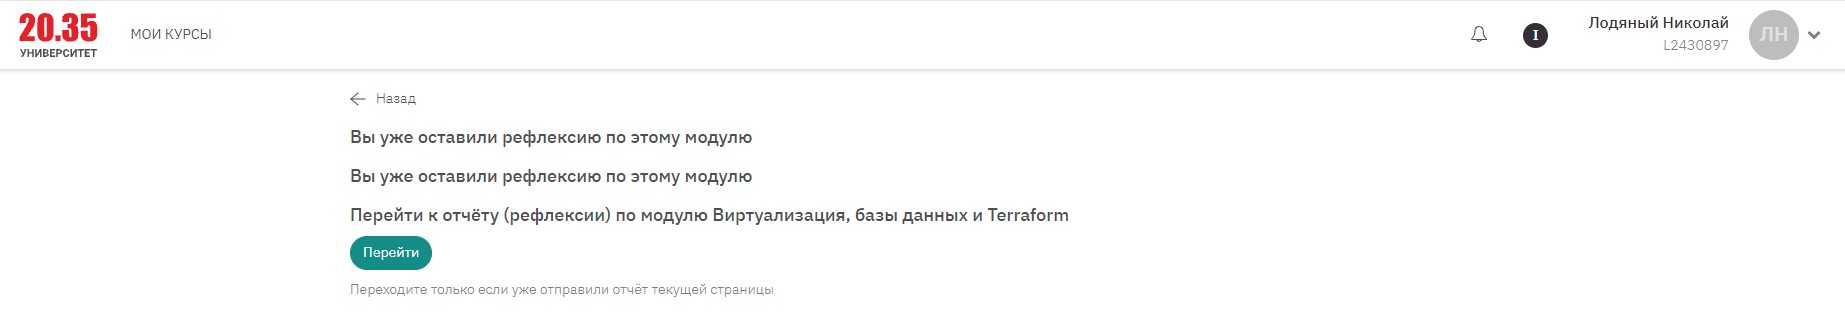 20.35
УНИВЕРСИТЕТ
МОИ КУРСЫ
I
Лодяный Николай
L2430897
ЛН
Назад
Вы уже оставили рефлексию по этому модулю
Вы уже оставили рефлексию по этому модулю
Перейти к отчёту (рефлексии) по модулю Виртуализация, базы данных и Terraform
Перейти
Переходите только если уже отправили отчёт текущей страницы